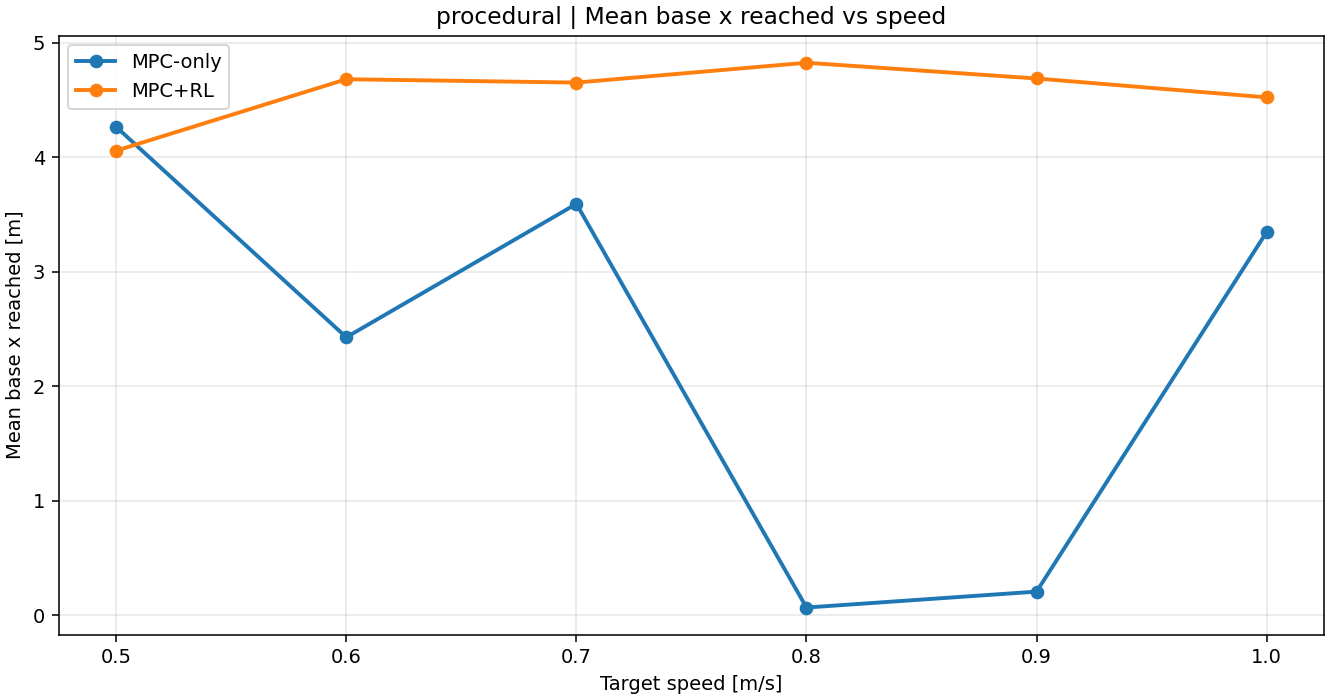 procedural | Mean base x reached vs speed
MPC-only
MPC+RL
Mean base x reached [m]
5
4
3
2
1
0
0.5 0.6 0.7 0.8 0.9 1.0
Target speed [m/s]